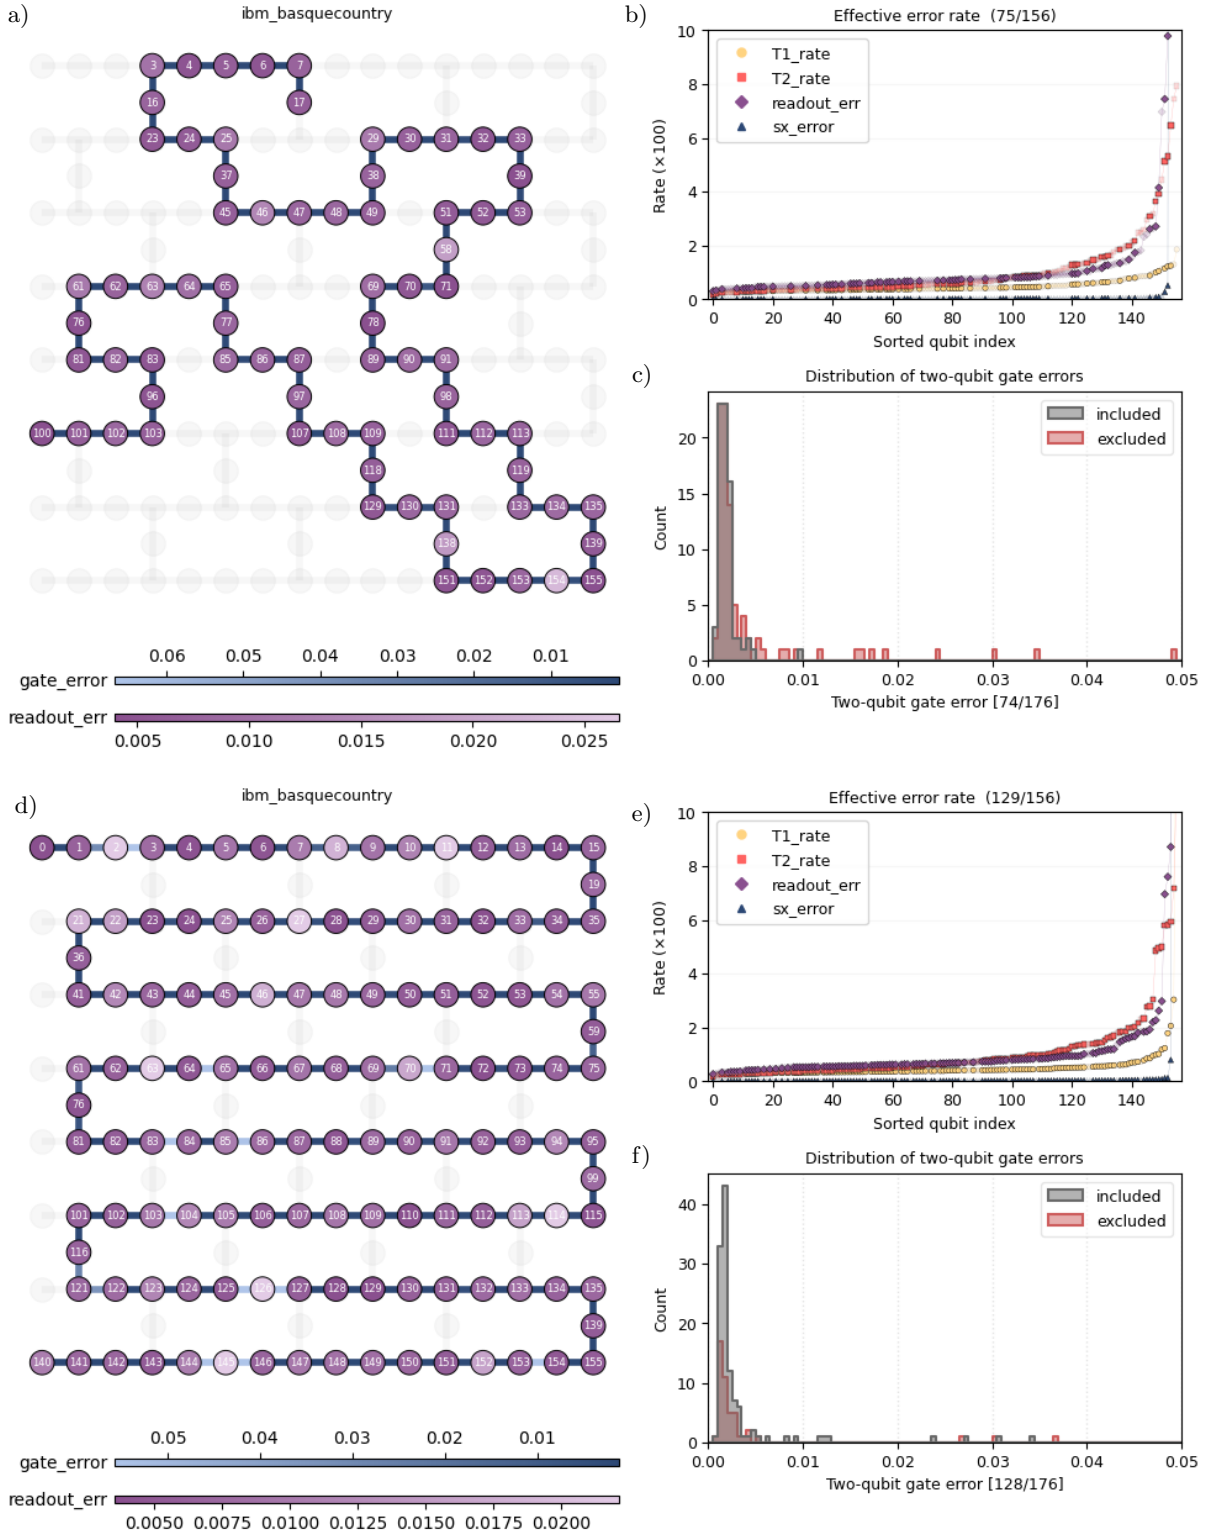 a)
ibm_basquecountry
3 4 5 6 7
16 17
23 24 25 29 30 31 32 33
37 38 39
45 46 47 48 49 51 52 53
58
61 62 63 64 65 69 70 71
76 77 78
81 82 83 85 86 87 89 90 91
96 97 98
100 101 102 103 107 108 109 111 112 113
118 119
129 130 131 133 134 135
138 139
151 152 153 154 155
0.06 0.05 0.04 0.03 0.02 0.01
gate_error
readout_err
0.005 0.010 0.015 0.020 0.025
b)
Effective error rate (75/156)
T1_rate
T2_rate
readout_err
sx_error
Rate (×100)
10
8
6
4
2
0
0 20 40 60 80 100 120 140
Sorted qubit index
c)
Distribution of two-qubit gate errors
included
excluded
Count
20
15
10
5
0
0.00 0.01 0.02 0.03 0.04 0.05
Two-qubit gate error [74/176]
d)
ibm_basquecountry
0 1 2 3 4 5 6 7 8 9 10 11 12 13 14 15
19
21 22 23 24 25 26 27 28 29 30 31 32 33 34 35
36
41 42 43 44 45 46 47 48 49 50 51 52 53 54 55
59
61 62 63 64 65 66 67 68 69 70 71 72 73 74 75
76
81 82 83 84 85 86 87 88 89 90 91 92 93 94 95
99
101 102 103 104 105 106 107 108 109 110 111 112 113 114 115
116
121 122 123 124 125 126 127 128 129 130 131 132 133 134 135
139
140 141 142 143 144 145 146 147 148 149 150 151 152 153 154 155
0.05 0.04 0.03 0.02 0.01
gate_error
readout_err
0.0050 0.0075 0.0100 0.0125 0.0150 0.0175 0.0200
e)
Effective error rate (129/156)
T1_rate
T2_rate
readout_err
sx_error
Rate (×100)
10
8
6
4
2
0
0 20 40 60 80 100 120 140
Sorted qubit index
f)
Distribution of two-qubit gate errors
included
excluded
Count
40
30
20
10
0
0.00 0.01 0.02 0.03 0.04 0.05
Two-qubit gate error [128/176]